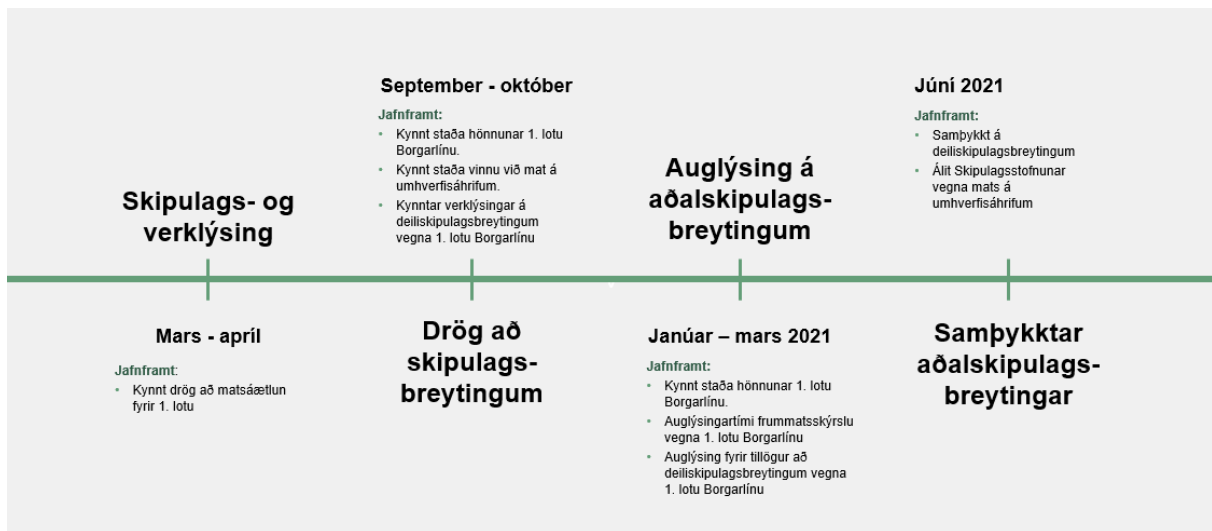 Skipulags- og
verklýsing
Mars - apríl
Jafnframt:
• Kynnt drög að matsáætlun
fyrir 1. lotu
September - október
Jafnframt:
• Kynnt staða hönnunar 1. lotu
Borgarlínu.
• Kynnt staða vinnu við mat á
umhverfisáhrifum.
• Kynntar verklýsingar á
deiliskipulagsbreytingum
vegna 1. lotu Borgarlínu
Drög að
skipulags-
breytingum
Auglýsing á
aðalskipulags-
breytingum
Janúar – mars 2021
Jafnframt:
• Kynnt staða hönnunar 1. lotu
Borgarlínu.
• Auglýsingartími frummatsskýrslu
vegna 1. lotu Borgarlínu
• Auglýsing fyrir tillögur að
deiliskipulagsbreytingum vegna
1. lotu Borgarlínu
Júní 2021
Jafnframt:
• Samþykkt á
deiliskipulagsbreytingum
• Álit Skipulagsstofnunar
vegna mats á
umhverfisáhrifum
Samþykktar
aðalskipulags-
breytingar